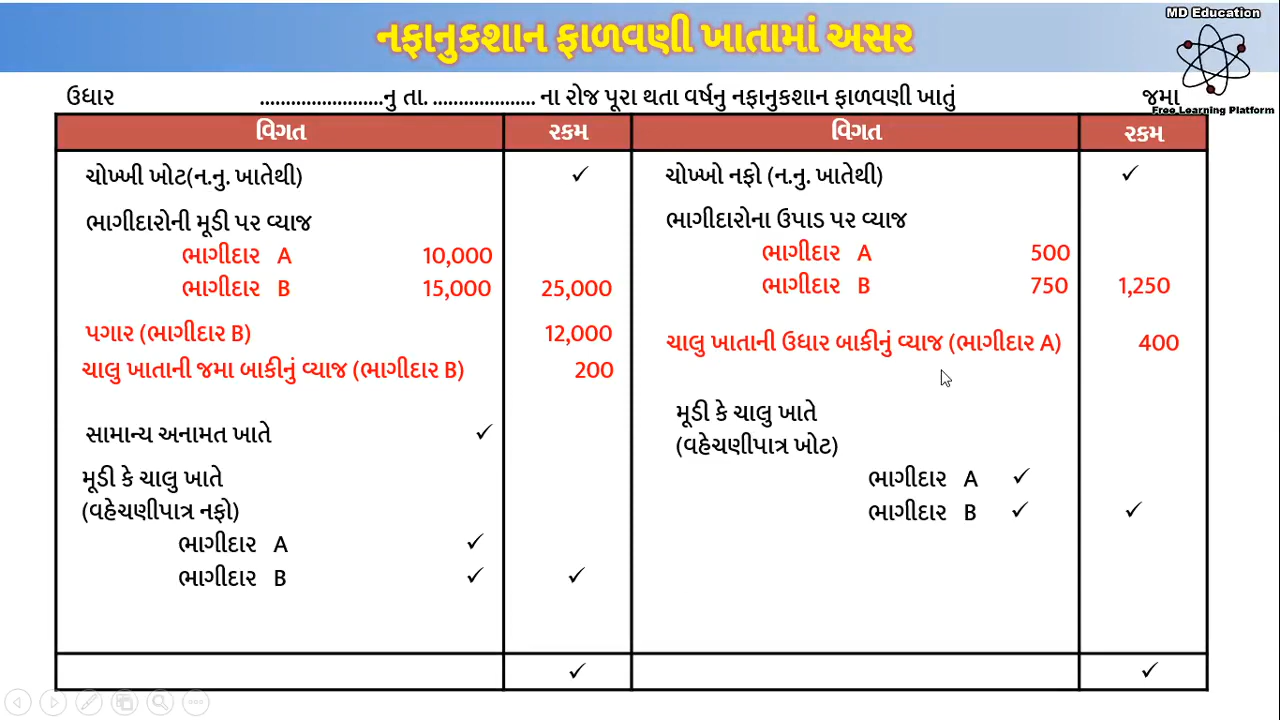 નફાનુકશાન ફાળવણી ખાતામાં અસર
MD Education
Free Learning Platform
ઉધાર ........................નુ તા. .................... ના રોજ પૂરા થતા વર્ષનુ નફાનુકશાન ફાળવણી ખાતું જમા
વિગત રકમ વિગત રકમ
ચોખ્ખી ખોટ(ન.નુ. ખાતેથી) ✓
ભાગીદારોની મૂડી પર વ્યાજ
ભાગીદાર A 10,000
ભાગીદાર B 15,000 25,000
પગાર (ભાગીદાર B) 12,000
ચાલુ ખાતાની જમા બાકીનું વ્યાજ (ભાગીદાર B) 200
સામાન્ય અનામત ખાતે ✓
મૂડી કે ચાલુ ખાતે
(વહેચણીપાત્ર નફો)
ભાગીદાર A ✓
ભાગીદાર B ✓ ✓
✓
ચોખ્ખો નફો (ન.નુ. ખાતેથી) ✓
ભાગીદારોના ઉપાડ પર વ્યાજ
ભાગીદાર A 500
ભાગીદાર B 750 1,250
ચાલુ ખાતાની ઉધાર બાકીનું વ્યાજ (ભાગીદાર A) 400
મૂડી કે ચાલુ ખાતે
(વહેચણીપાત્ર ખોટ)
ભાગીદાર A ✓
ભાગીદાર B ✓ ✓
✓